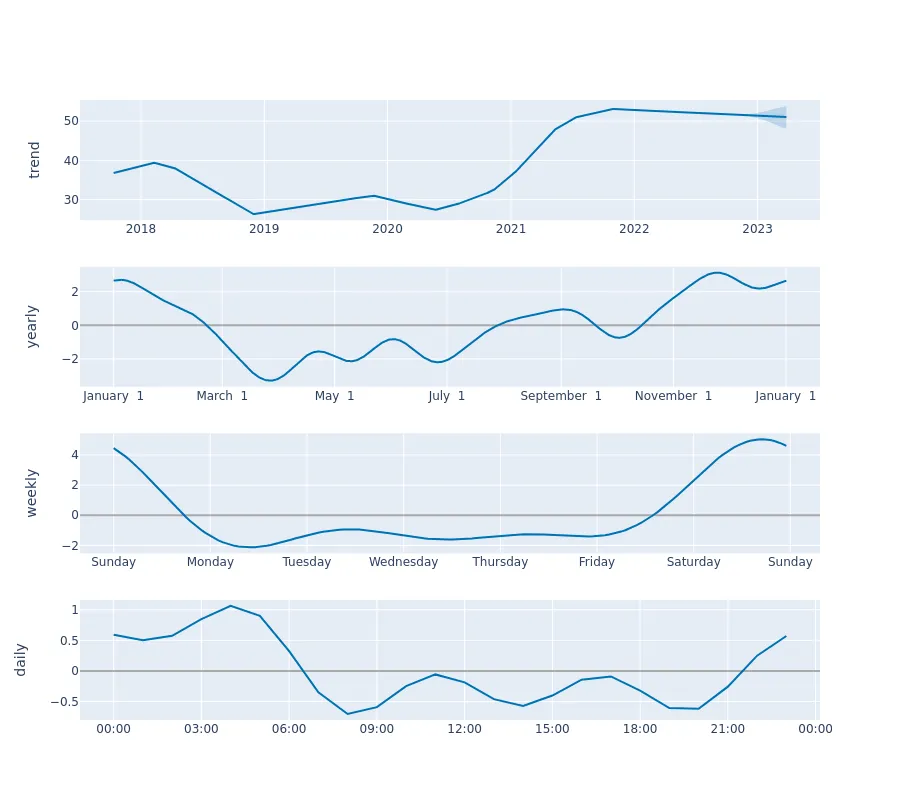 trend
50
40
30
2018 2019 2020 2021 2022 2023
yearly
2
0
−2
January 1 March 1 May 1 July 1 September 1 November 1 January 1
weekly
4
2
0
−2
Sunday Monday Tuesday Wednesday Thursday Friday Saturday Sunday
daily
1
0.5
0
−0.5
00:00 03:00 06:00 09:00 12:00 15:00 18:00 21:00 00:00